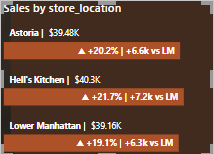 Sales by store_location
Astoria | $39.48K
▲ +20.2% | +6.6k vs LM
Hell's Kitchen | $40.3K
▲ +21.7% | +7.2k vs LM
Lower Manhattan | $39.16K
▲ +19.1% | +6.3k vs LM